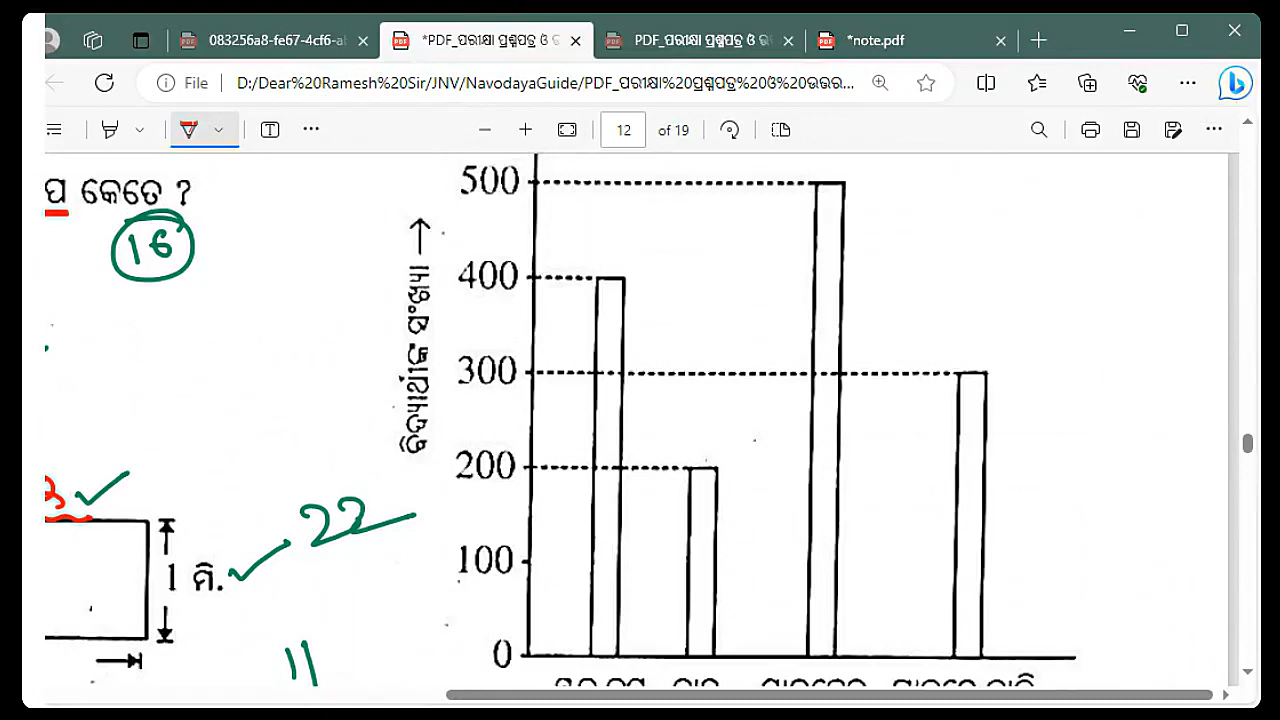 083256a8-fe67-4cf6-a
*PDF_ପରୀକ୍ଷା ପ୍ରଶ୍ନପତ୍ର ଓ
PDF_ପରୀକ୍ଷା ପ୍ରଶ୍ନପତ୍ର ଓ
*note.pdf
File
D:/Dear%20Ramesh%20Sir/JNV/NavodayaGuide/PDF_ପରୀକ୍ଷା%20ପ୍ରଶ୍ନପତ୍ର%20ଓ%20ଉତ୍ତର...
12 of 19
ପ କେତେ ?
16
500
400
300
200
100
0
ବିଦ୍ୟାର୍ଥୀଙ୍କ ସଂଖ୍ୟା →
1 ମି.
22
11